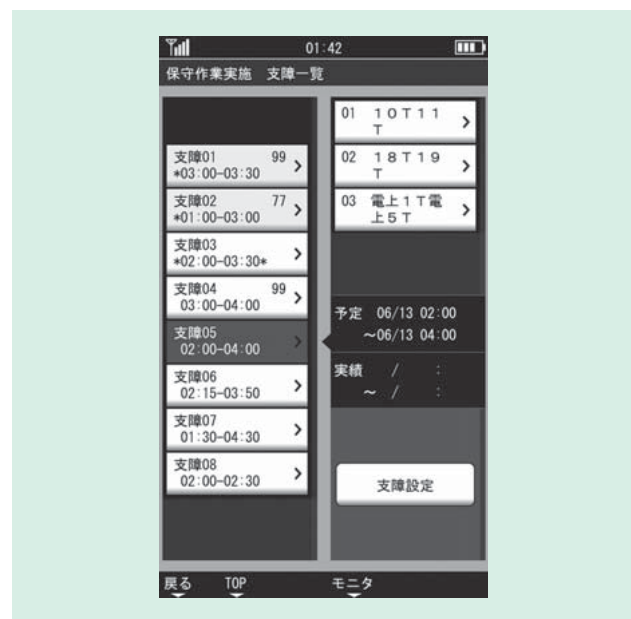 01:42
保守作業実施 支障一覧
支障01 99
*03:00-03:30
支障02 77
*01:00-03:00
支障03
*02:00-03:30*
支障04 99
03:00-04:00
支障05
02:00-04:00
支障06
02:15-03:50
支障07
01:30-04:30
支障08
02:00-02:30
01 10T11
T
02 18T19
T
03 電上1T電
上5T
予定 06/13 02:00
～06/13 04:00
実績 / :
～ / :
支障設定
戻る TOP モニタ